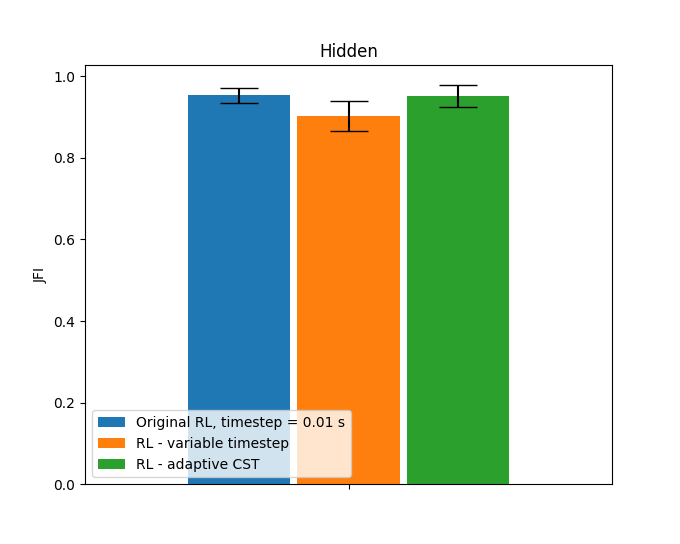 Hidden
1.0
0.8
0.6
0.4
0.2
0.0
JFI
Original RL, timestep = 0.01 s
RL - variable timestep
RL - adaptive CST